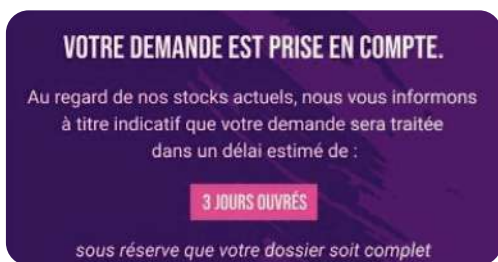 VOTRE DEMANDE EST PRISE EN COMPTE.
Au regard de nos stocks actuels, nous vous informons
à titre indicatif que votre demande sera traitée
dans un délai estimé de :
3 JOURS OUVRÉS
sous réserve que votre dossier soit complet